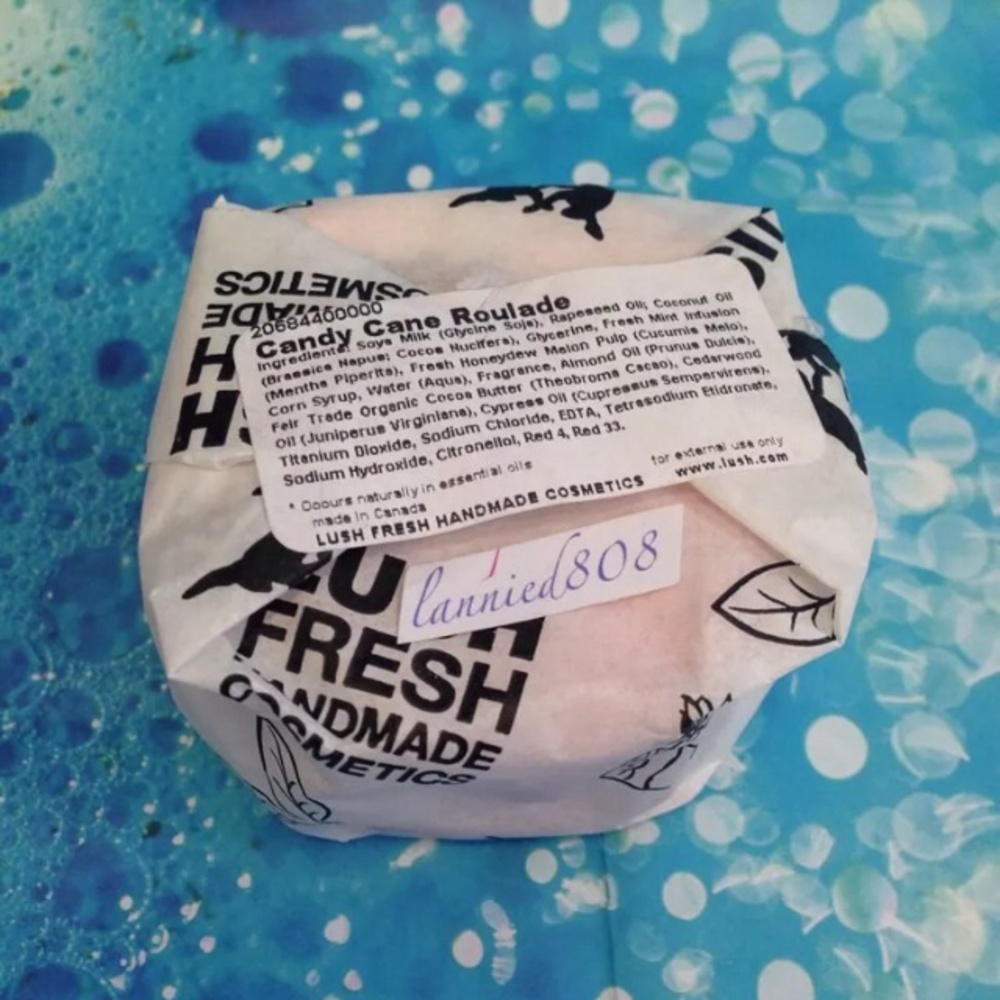 COSMETICS
20684400000
Candy Cane Roulade
Ingredients: Soya Milk (Glycine Soja), Rapeseed Oil; Coconut Oil
(Brassica Napus; Cocos Nucifera), Glycerine, Fresh Mint Infusion
(Mentha Piperita), Fresh Honeydew Melon Pulp (Cucumis Melo),
Corn Syrup, Water (Aqua), Fragrance, Almond Oil (Prunus Dulcis),
Fair Trade Organic Cocoa Butter (Theobroma Cacao), Cedarwood
Oil (Juniperus Virginiana), Cypress Oil (Cupressus Sempervirens),
Titanium Dioxide, Sodium Chloride, EDTA, Tetrasodium Etidronate,
Sodium Hydroxide, Citronellol, Red 4, Red 33.
* Occurs naturally in essential oils
for external use only
made in Canada
www.lush.com
LUSH FRESH HANDMADE COSMETICS
lannied808
FRESH
HANDMADE
COSMETICS